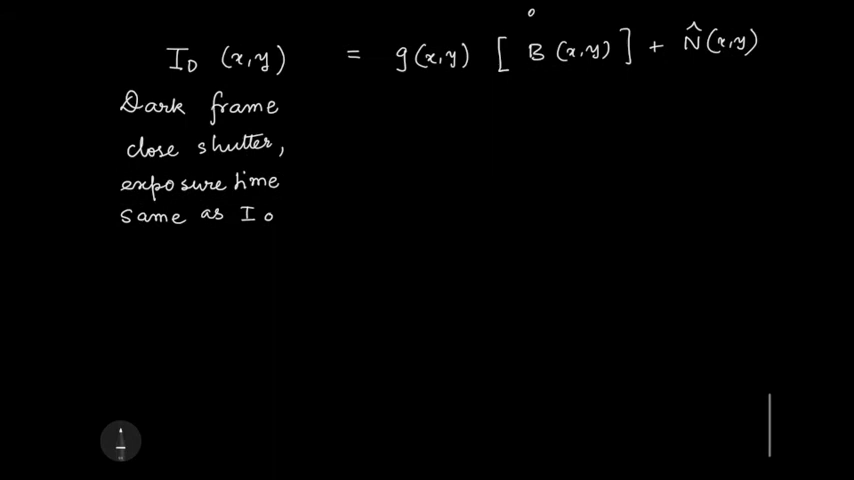 o
I_D (x,y) = g(x,y) [ B (x,y) ] + N̂(x,y)
Dark frame
close shutter,
exposure time
same as I o